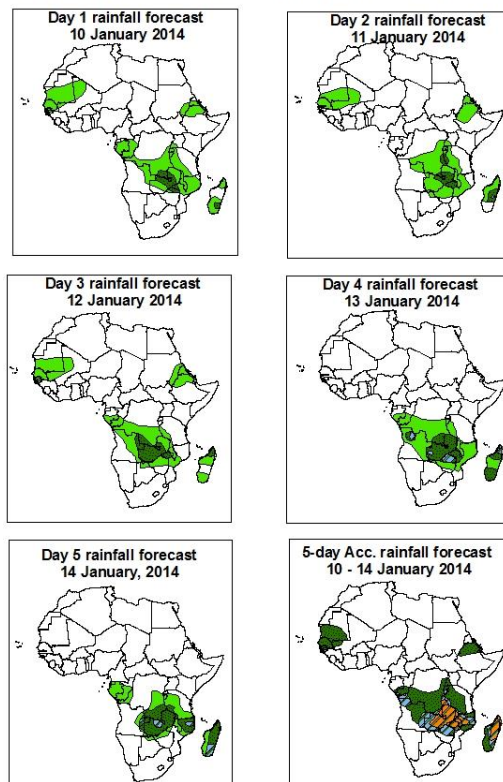 Day 1 rainfall forecast
10 January 2014
Day 2 rainfall forecast
11 January 2014
Day 3 rainfall forecast
12 January 2014
Day 4 rainfall forecast
13 January 2014
Day 5 rainfall forecast
14 January, 2014
5-day Acc. rainfall forecast
10 - 14 January 2014